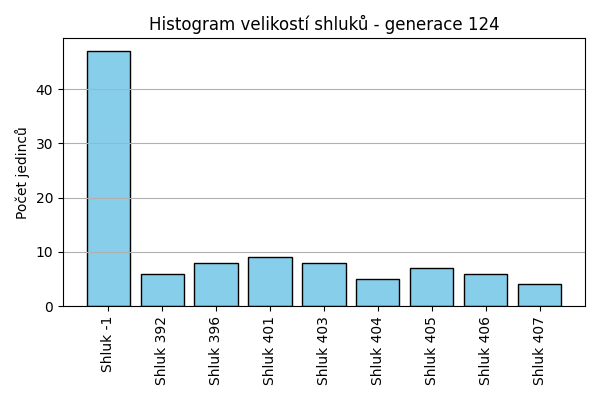 Histogram velikostí shluků - generace 124
Počet jedinců
40
30
20
10
0
Shluk -1
Shluk 392
Shluk 396
Shluk 401
Shluk 403
Shluk 404
Shluk 405
Shluk 406
Shluk 407